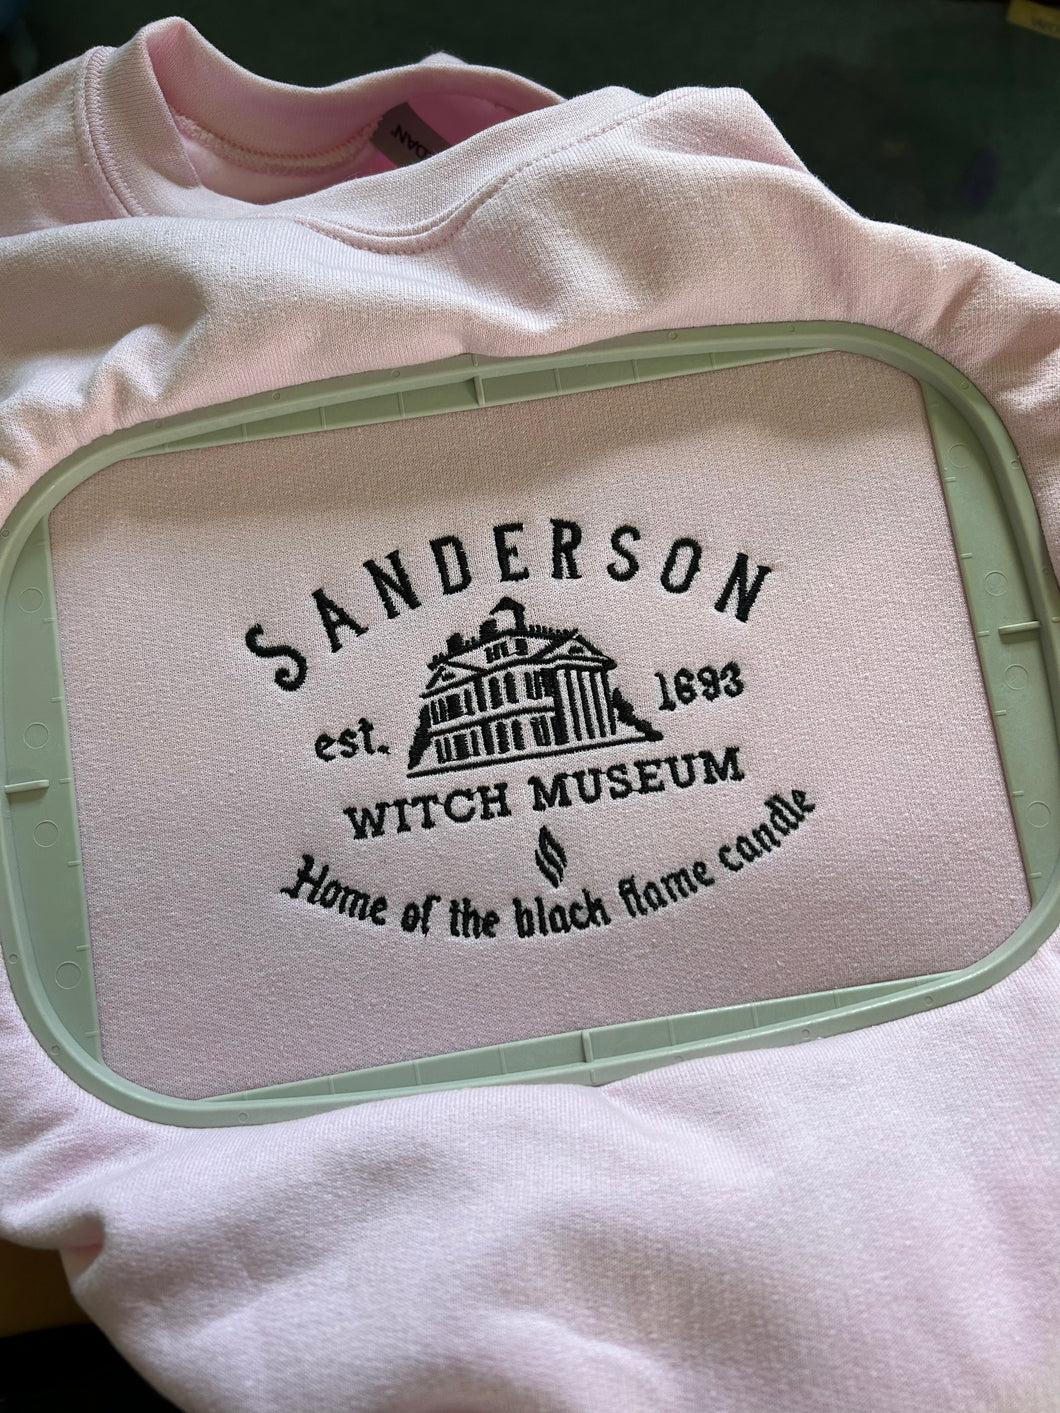 SANDERSON
est. 1693
WITCH MUSEUM
Home of the black flame candle